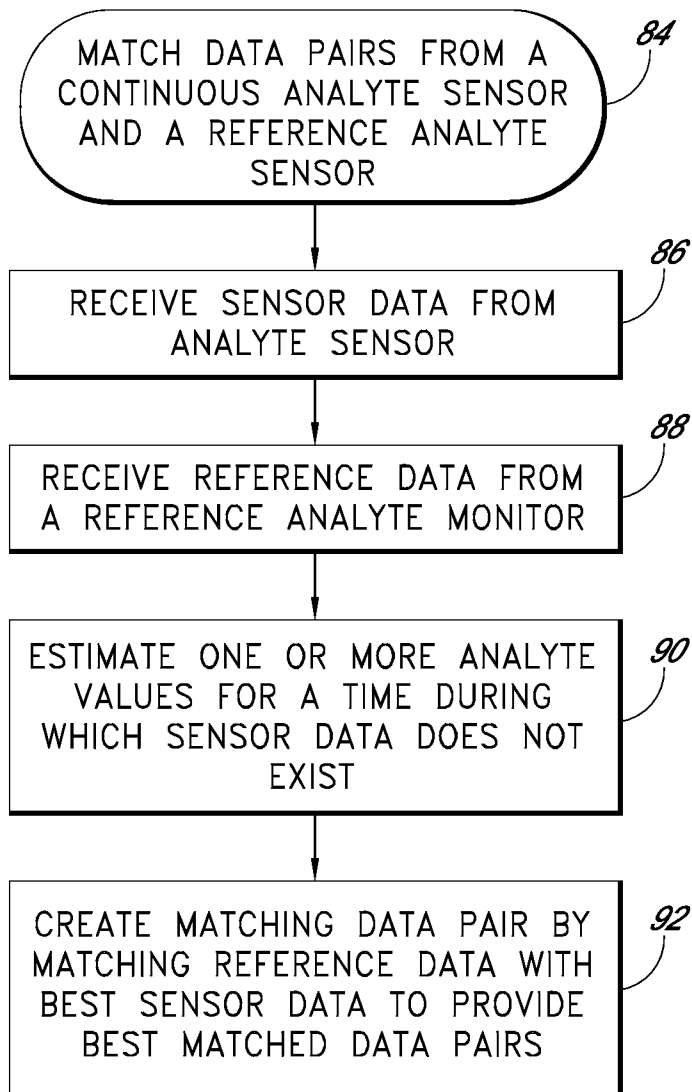 MATCH DATA PAIRS FROM A
CONTINUOUS ANALYTE SENSOR
AND A REFERENCE ANALYTE
SENSOR
84
RECEIVE SENSOR DATA FROM
ANALYTE SENSOR
86
RECEIVE REFERENCE DATA FROM
A REFERENCE ANALYTE MONITOR
88
ESTIMATE ONE OR MORE ANALYTE
VALUES FOR A TIME DURING
WHICH SENSOR DATA DOES NOT
EXIST
90
CREATE MATCHING DATA PAIR BY
MATCHING REFERENCE DATA WITH
BEST SENSOR DATA TO PROVIDE
BEST MATCHED DATA PAIRS
92